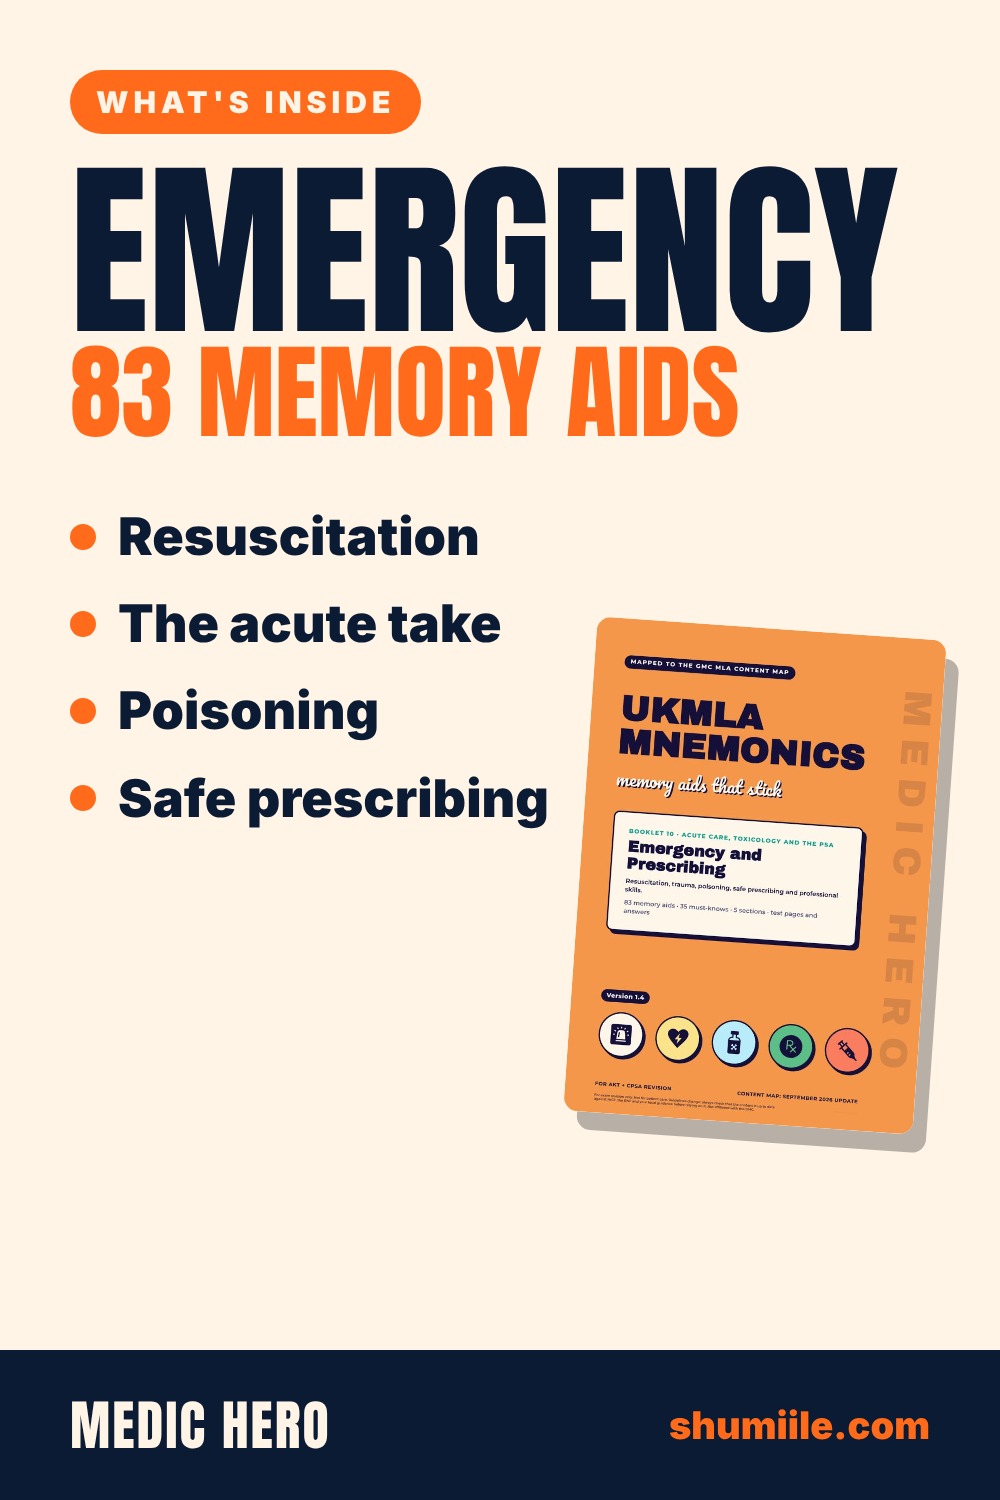 WHAT'S INSIDE
EMERGENCY
83 MEMORY AIDS
Resuscitation
The acute take
Poisoning
Safe prescribing
MAPPED TO THE GMC MLA CONTENT MAP
UKMLA
MNEMONICS
memory aids that stick
BOOKLET 10 · ACUTE CARE, TOXICOLOGY AND THE PSA
Emergency and
Prescribing
Resuscitation, trauma, poisoning, safe prescribing and professional
skills.
83 memory aids · 35 must-knows · 5 sections · test pages and
answers
Version 1.4
FOR AKT + CPSA REVISION
CONTENT MAP: SEPTEMBER 2026 UPDATE
MEDIC HERO
MEDIC HERO
shumiile.com